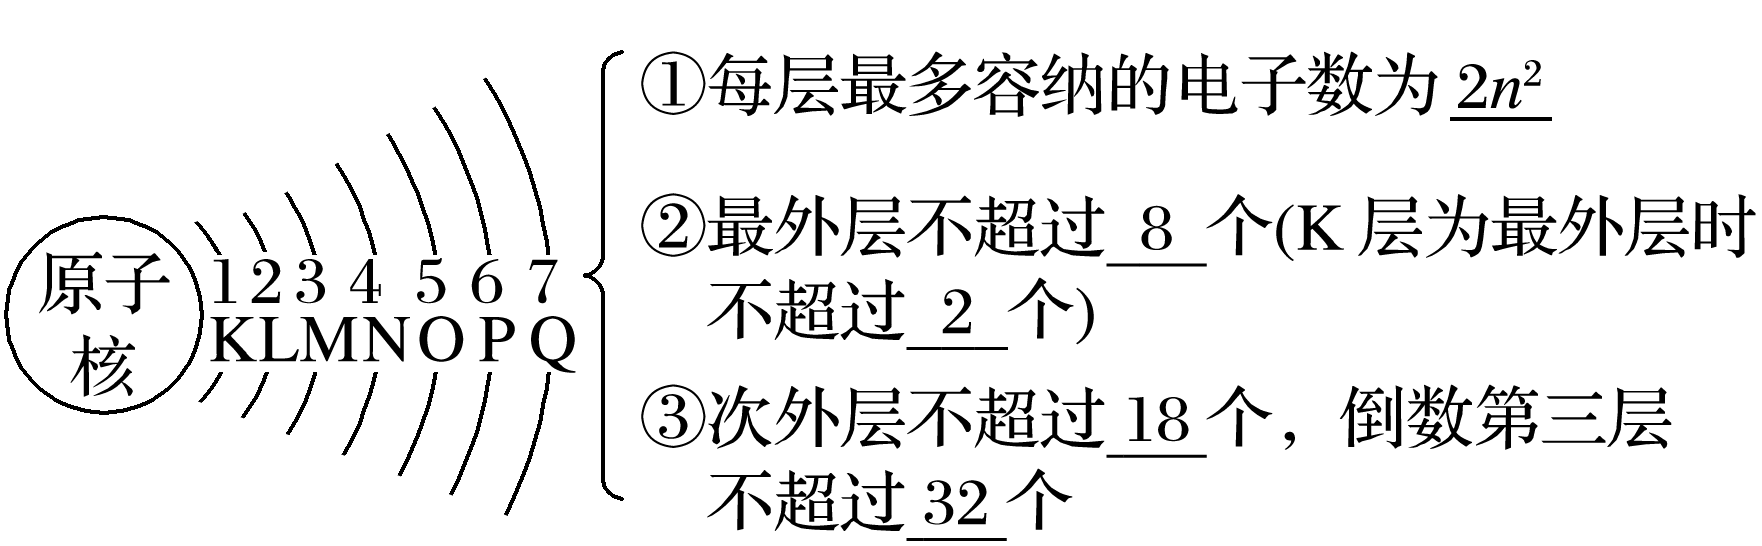 ①每层最多容纳的电子数为 2n²
②最外层不超过 8 个(K 层为最外层时
不超过 2 个)
原子
核
1 2 3 4 5 6 7
K L M N O P Q
③次外层不超过 18 个，倒数第三层
不超过 32 个